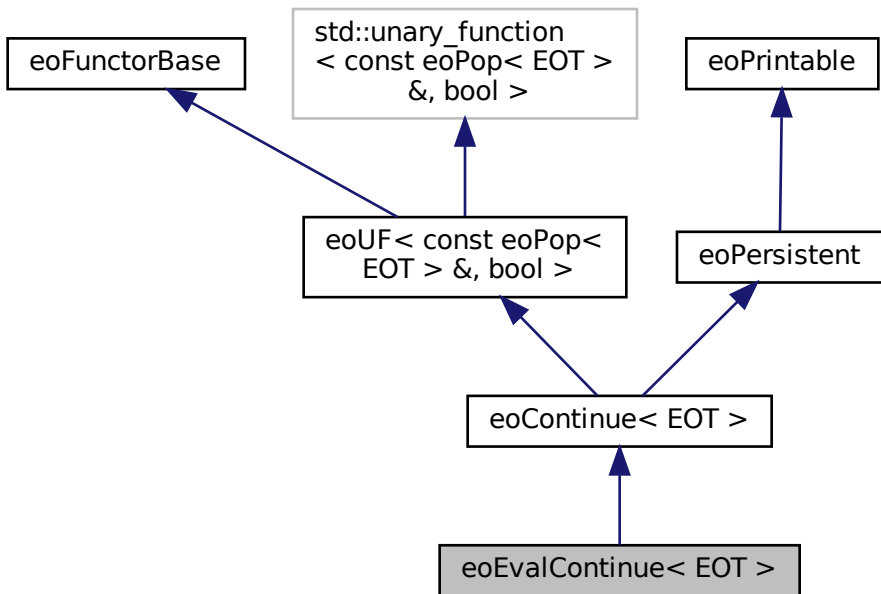 eoFunctorBase
std::unary_function
< const eoPop< EOT >
&, bool >
eoPrintable
eoUF< const eoPop<
EOT > &, bool >
eoPersistent
eoContinue< EOT >
eoEvalContinue< EOT >